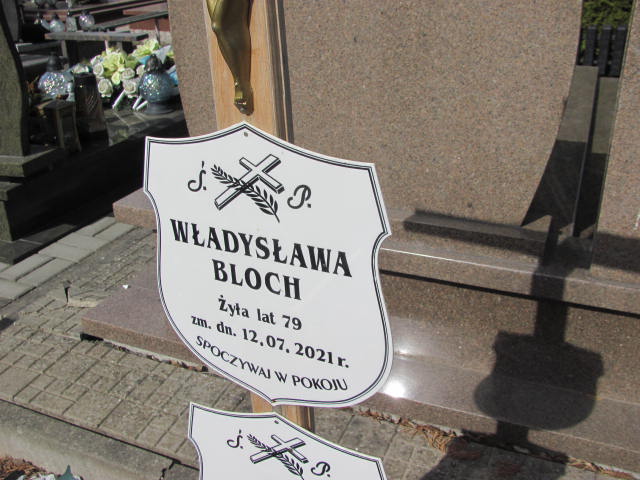 Ś. P.
WŁADYSŁAWA
BLOCH
Żyła lat 79
zm. dn. 12.07.2021 r.
SPOCZYWAJ W POKOJU
Ś. P.